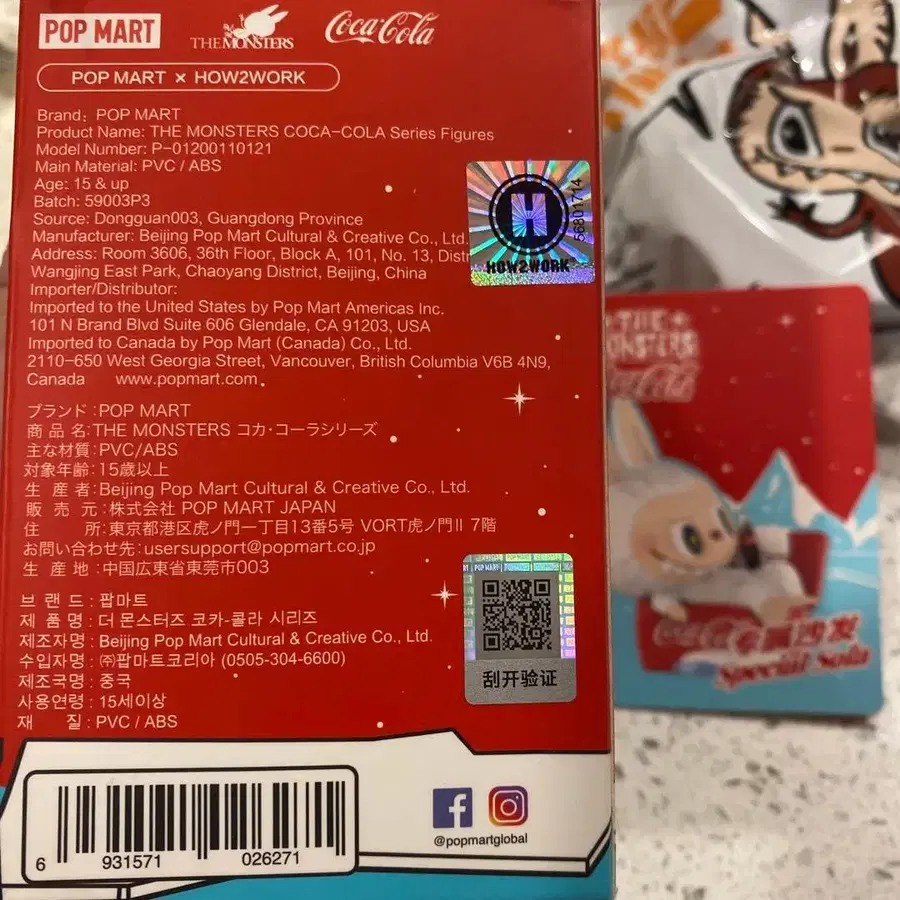 POP MART
THE MONSTERS
Coca-Cola
POP MART × HOW2WORK
Brand: POP MART
Product Name: THE MONSTERS COCA-COLA Series Figures
Model Number: P-01200110121
Main Material: PVC / ABS
Age: 15 & up
Batch: 59003P3
Source: Dongguan003, Guangdong Province
Manufacturer: Beijing Pop Mart Cultural & Creative Co., Ltd.
Address: Room 3606, 36th Floor, Block A, 101, No. 13,
Wangjing East Park, Chaoyang District, Beijing, China
Importer/Distributor:
Imported to the United States by Pop Mart Americas Inc.
101 N Brand Blvd Suite 606 Glendale, CA 91203, USA
Imported to Canada by Pop Mart (Canada) Co., Ltd.
2110-650 West Georgia Street, Vancouver, British Columbia V6B 4N9,
Canada www.popmart.com
H
HOW2WORK
56801714
ブランド:POP MART
商品名:THE MONSTERS コカ・コーラシリーズ
主な材質:PVC/ABS
対象年齢:15歳以上
生産者:Beijing Pop Mart Cultural & Creative Co., Ltd.
販売元:株式会社 POP MART JAPAN
住所:東京都港区虎ノ門一丁目13番5号 VORT虎ノ門II 7階
お問い合わせ先:usersupport@popmart.co.jp
生産地:中国広東省東莞市003
브랜드 : 팝마트
제품명 : 더 몬스터즈 코카-콜라 시리즈
제조자명 : Beijing Pop Mart Cultural & Creative Co., Ltd.
수입자명 : ㈜팝마트코리아 (0505-304-6600)
제조국명 : 중국
사용연령 : 15세이상
재질 : PVC / ABS
POP MART
刮开验证
6 931571 026271
@popmartglobal
THE
Coca-Cola
Special Soda